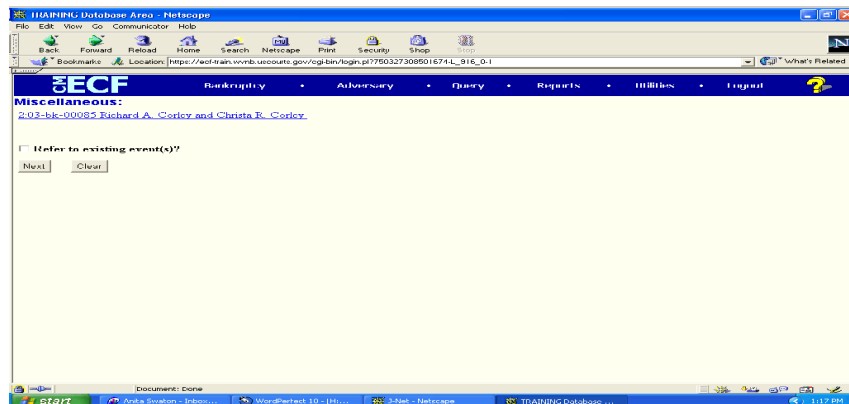 TRAINING Database Area - Netscape
File Edit View Go Communicator Help
Back Forward Reload Home Search Netscape Print Security Shop Stop
Bookmarks Location: https://ecf-train.wvnb.uscourts.gov/cgi-bin/login.pl?750327308501674-L_916_0-1 What's Related
CM ECF Bankruptcy • Adversary • Query • Reports • Utilities • Logout ?
Miscellaneous:
2:03-bk-00085 Richard A. Corley and Christa R. Corley
Refer to existing event(s)?
Next Clear
Document: Done
start Anita Swaton - Inbox... WordPerfect 10 - [H:... J-Net - Netscape TRAINING Database ... 1:17 PM